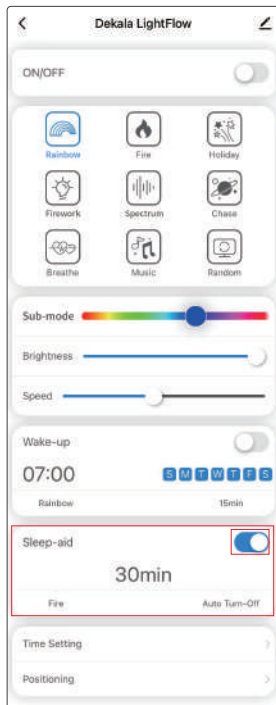 Dekala LightFlow
ON/OFF
Rainbow Fire Holiday
Firework Spectrum Chase
Breathe Music Random
Sub-mode
Brightness
Speed
Wake-up
07:00 S M T W T F S
Rainbow 15min
Sleep-aid
30min
Fire Auto Turn-Off
Time Setting
Positioning